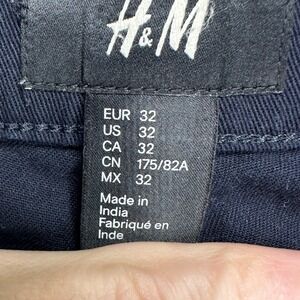 H&M
EUR 32
US 32
CA 32
CN 175/82A
MX 32
Made in
India
Fabriqué en
Inde